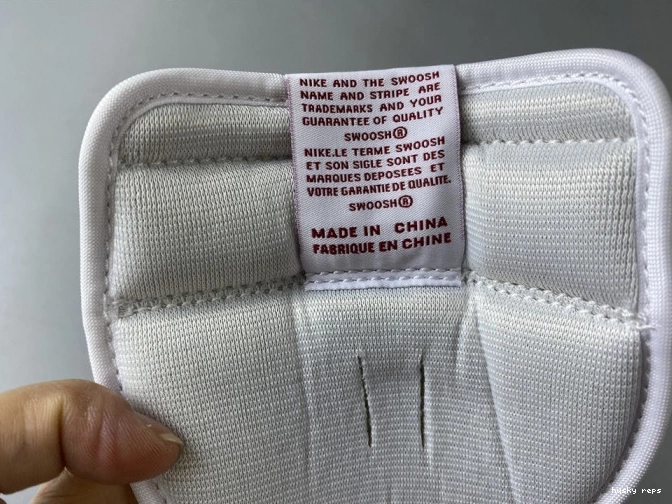 NIKE AND THE SWOOSH
NAME AND STRIPE ARE
TRADEMARKS AND YOUR
GUARANTEE OF QUALITY
SWOOSH®
NIKE.LE TERME SWOOSH
ET SON SIGLE SONT DES
MARQUES DEPOSEES ET
VOTRE GARANTIE DE QUALITE.
SWOOSH®
MADE IN CHINA
FABRIQUE EN CHINE
husky reps